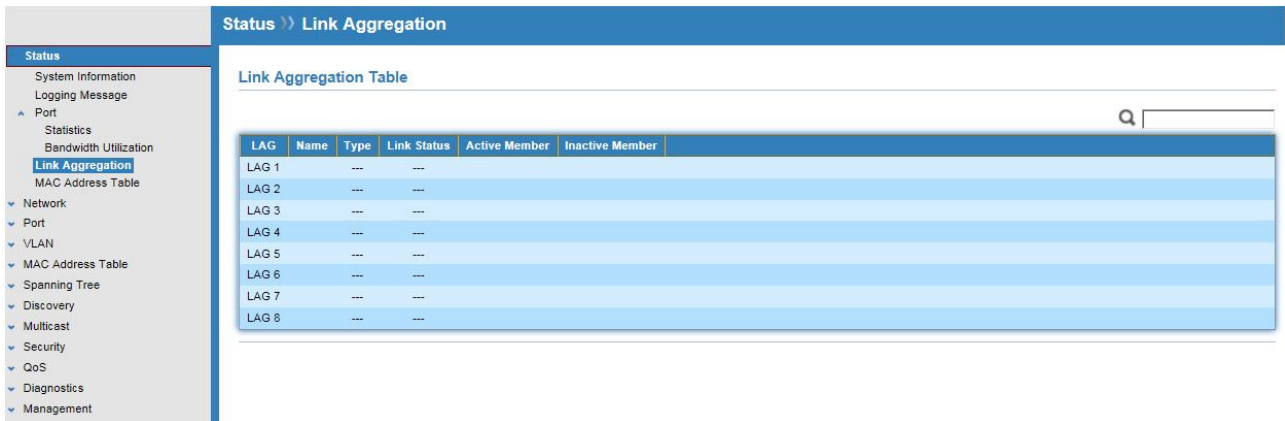 Status » Link Aggregation
Status
System Information
Logging Message
Port
Statistics
Bandwidth Utilization
Link Aggregation
MAC Address Table
Network
Port
VLAN
MAC Address Table
Spanning Tree
Discovery
Multicast
Security
QoS
Diagnostics
Management
Link Aggregation Table
LAG Name Type Link Status Active Member Inactive Member
LAG 1 --- ---
LAG 2 --- ---
LAG 3 --- ---
LAG 4 --- ---
LAG 5 --- ---
LAG 6 --- ---
LAG 7 --- ---
LAG 8 --- ---